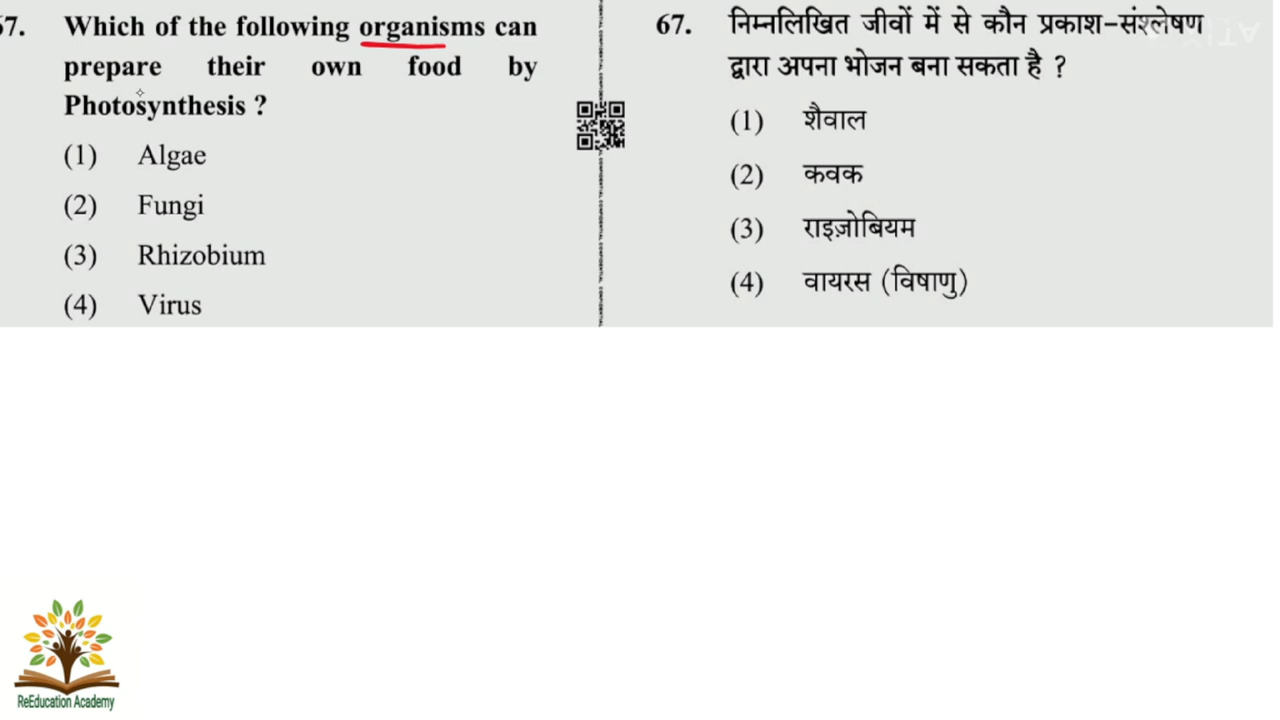 67. Which of the following organisms can
prepare their own food by
Photosynthesis ?
(1) Algae
(2) Fungi
(3) Rhizobium
(4) Virus
67. निम्नलिखित जीवों में से कौन प्रकाश-संश्लेषण
द्वारा अपना भोजन बना सकता है ?
(1) शैवाल
(2) कवक
(3) राइज़ोबियम
(4) वायरस (विषाणु)
ReEducation Academy